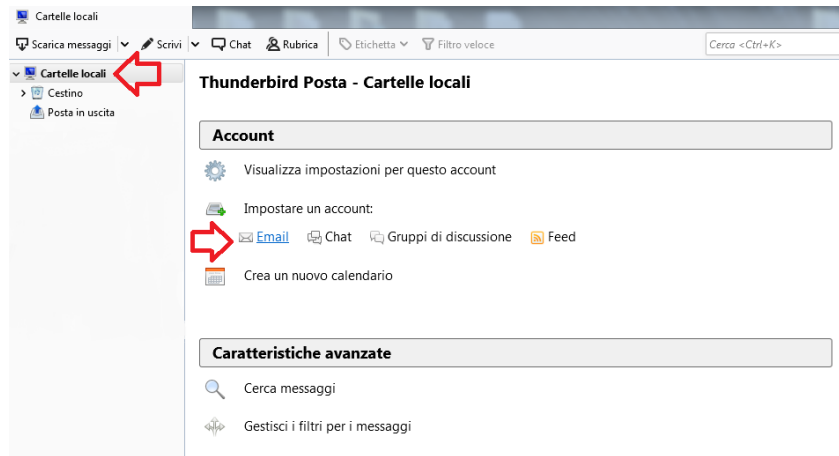 Cartelle locali
Scarica messaggi Scrivi Chat Rubrica Etichetta Filtro veloce Cerca <Ctrl+K>
Cartelle locali
Cestino
Posta in uscita
Thunderbird Posta - Cartelle locali
Account
Visualizza impostazioni per questo account
Impostare un account:
Email Chat Gruppi di discussione Feed
Crea un nuovo calendario
Caratteristiche avanzate
Cerca messaggi
Gestisci i filtri per i messaggi